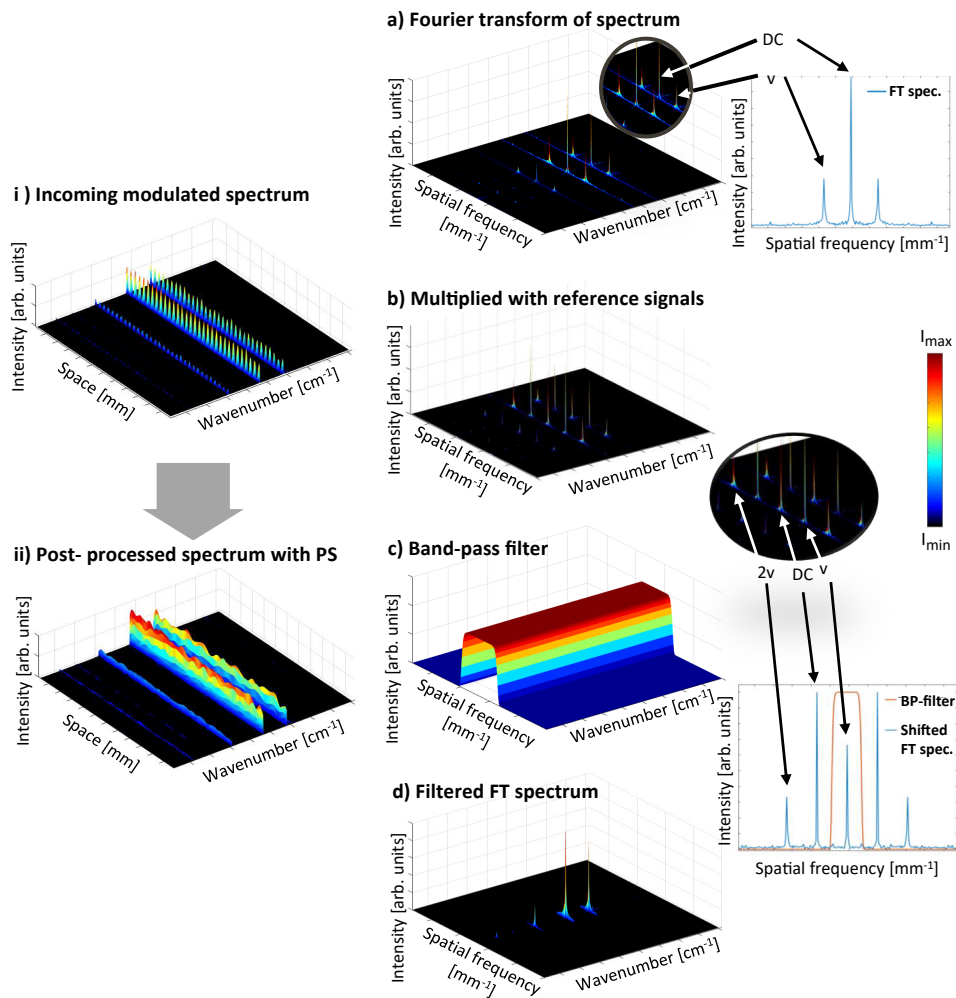 a) Fourier transform of spectrum
DC
v
Intensity [arb. units]
Spatial frequency
[mm⁻¹]
Wavenumber [cm⁻¹]
FT spec.
Intensity [arb. units]
Spatial frequency [mm⁻¹]
i ) Incoming modulated spectrum
Intensity [arb. units]
Space [mm]
Wavenumber [cm⁻¹]
b) Multiplied with reference signals
Intensity [arb. units]
Spatial frequency
[mm⁻¹]
Wavenumber [cm⁻¹]
Imax
Imin
ii) Post- processed spectrum with PS
Intensity [arb. units]
Space [mm]
Wavenumber [cm⁻¹]
c) Band-pass filter
Intensity [arb. units]
Spatial frequency
[mm⁻¹]
Wavenumber [cm⁻¹]
2v
DC
v
BP-filter
Shifted
FT spec.
Intensity [arb. units]
Spatial frequency [mm⁻¹]
d) Filtered FT spectrum
Intensity [arb. units]
Spatial frequency
[mm⁻¹]
Wavenumber [cm⁻¹]